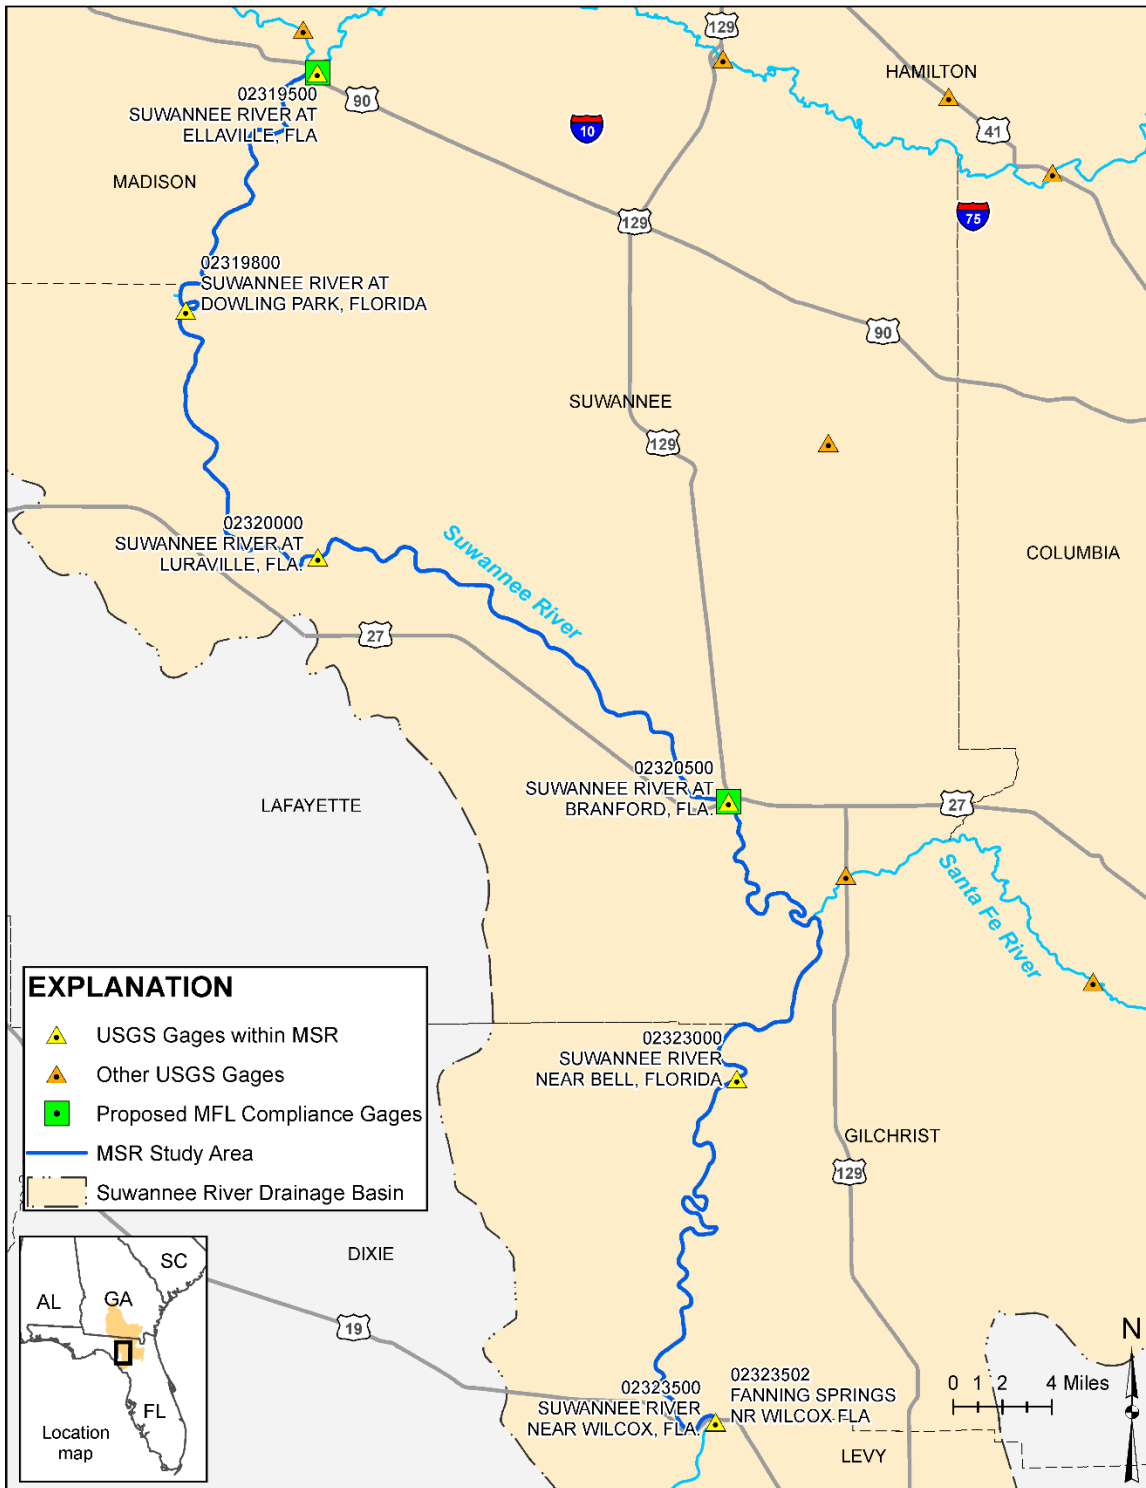 129
HAMILTON
02319500
SUWANNEE RIVER AT
ELLAVILLE, FLA
90
10
41
MADISON
129
75
02319800
SUWANNEE RIVER AT
DOWLING PARK, FLORIDA
90
SUWANNEE
129
02320000
SUWANNEE RIVER AT
LURAVILLE, FLA.
Suwannee River
COLUMBIA
27
02320500
SUWANNEE RIVER AT
BRANFORD, FLA.
LAFAYETTE
27
Santa Fe River
EXPLANATION
USGS Gages within MSR
Other USGS Gages
Proposed MFL Compliance Gages
MSR Study Area
Suwannee River Drainage Basin
02323000
SUWANNEE RIVER
NEAR BELL, FLORIDA
GILCHRIST
129
DIXIE
SC
AL
GA
FL
Location
map
19
02323500
SUWANNEE RIVER
NEAR WILCOX, FLA.
02323502
FANNING SPRINGS
NR WILCOX FLA
LEVY
0 1 2 4 Miles
N